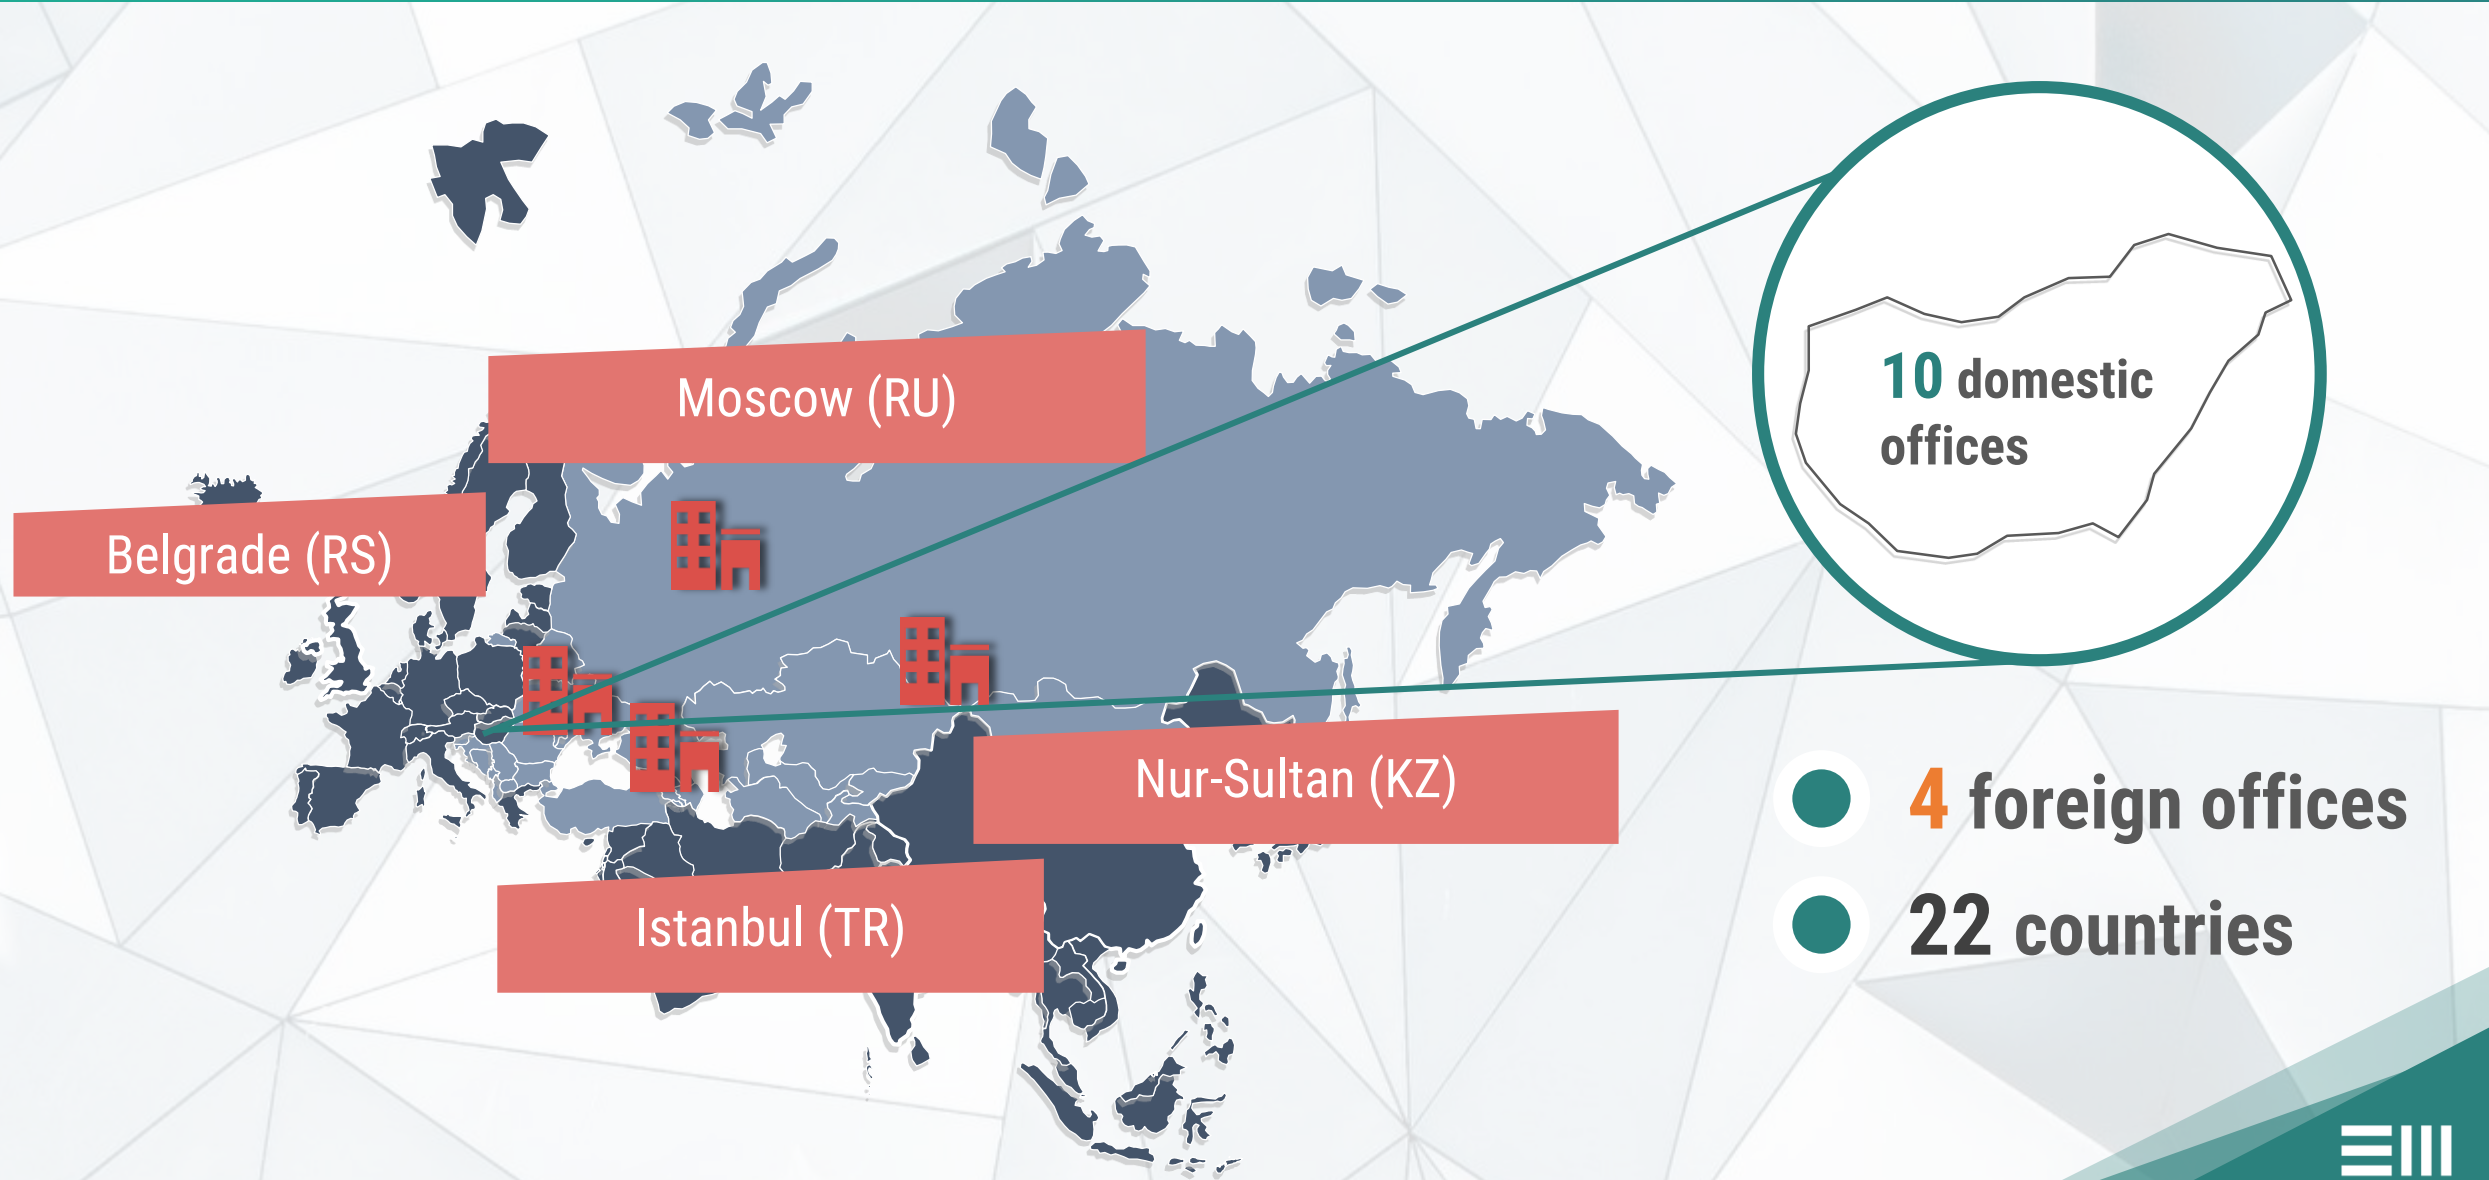 Moscow (RU)
Belgrade (RS)
10 domestic
offices
Nur-Sultan (KZ)
4 foreign offices
Istanbul (TR)
22 countries